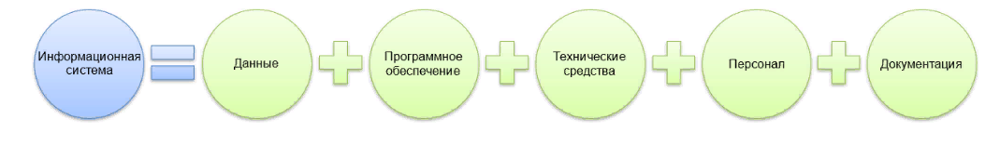 Информационная
система
Данные
Программное
обеспечение
Технические
средства
Персонал
Документация